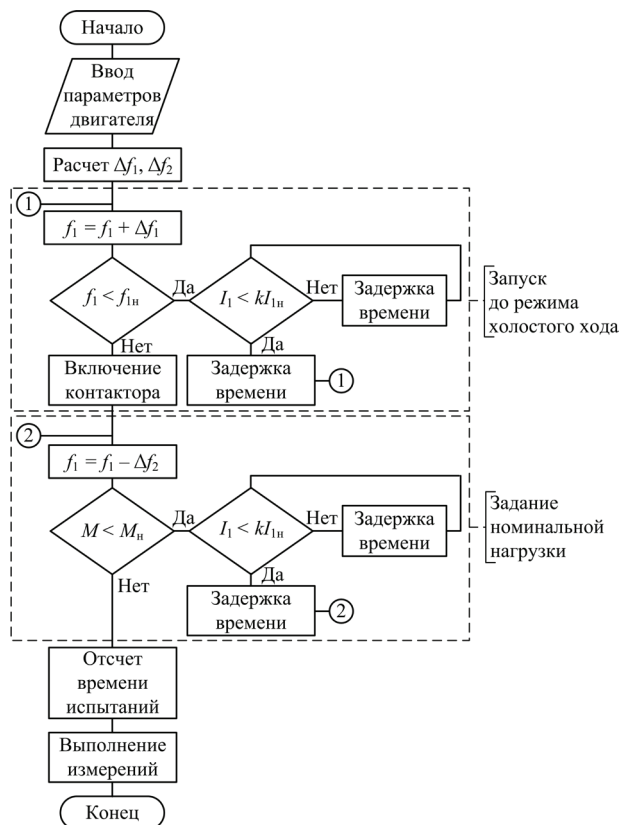 Начало
Ввод
параметров
двигателя
Расчет Δf₁, Δf₂
1
f₁ = f₁ + Δf₁
f₁ < f₁н
Да
I₁ < kI₁н
Нет
Задержка
времени
Нет
Да
Включение
контактора
Задержка
времени
1
Запуск
до режима
холостого хода
2
f₁ = f₁ – Δf₂
M < Mн
Да
I₁ < kI₁н
Нет
Задержка
времени
Нет
Да
Задержка
времени
2
Задание
номинальной
нагрузки
Отсчет
времени
испытаний
Выполнение
измерений
Конец